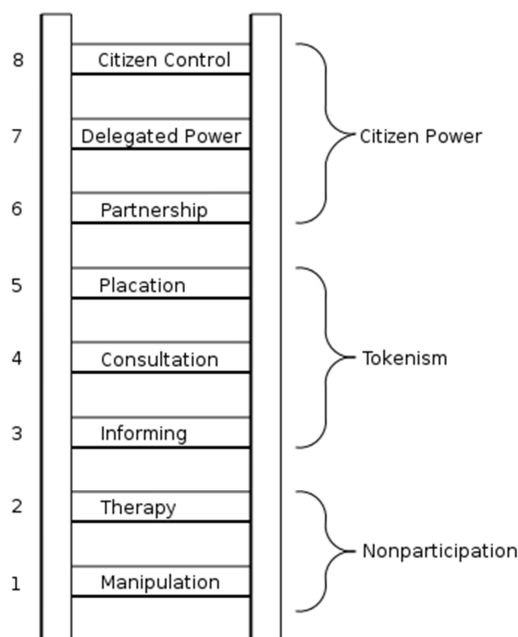 8 Citizen Control
7 Delegated Power Citizen Power
6 Partnership
5 Placation
4 Consultation Tokenism
3 Informing
2 Therapy
Nonparticipation
1 Manipulation